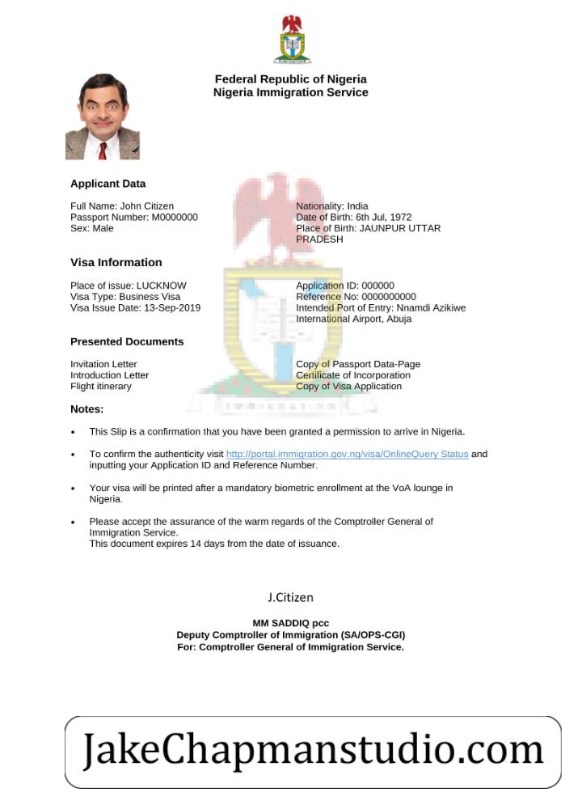 Federal Republic of Nigeria
Nigeria Immigration Service
Applicant Data
Full Name: John Citizen
Passport Number: M0000000
Sex: Male
Nationality: India
Date of Birth: 6th Jul, 1972
Place of Birth: JAUNPUR UTTAR
PRADESH
Visa Information
Place of issue: LUCKNOW
Visa Type: Business Visa
Visa Issue Date: 13-Sep-2019
Application ID: 000000
Reference No: 0000000000
Intended Port of Entry: Nnamdi Azikiwe
International Airport, Abuja
Presented Documents
Invitation Letter
Introduction Letter
Flight itinerary
Copy of Passport Data-Page
Certificate of Incorporation
Copy of Visa Application
Notes:
• This Slip is a confirmation that you have been granted a permission to arrive in Nigeria.
• To confirm the authenticity visit http://portal.immigration.gov.ng/visa/OnlineQuery Status and
inputting your Application ID and Reference Number.
• Your visa will be printed after a mandatory biometric enrollment at the VoA lounge in
Nigeria.
• Please accept the assurance of the warm regards of the Comptroller General of
Immigration Service.
This document expires 14 days from the date of issuance.
J.Citizen
MM SADDIQ pcc
Deputy Comptroller of Immigration (SA/OPS-CGI)
For: Comptroller General of Immigration Service.
JakeChapmanstudio.com